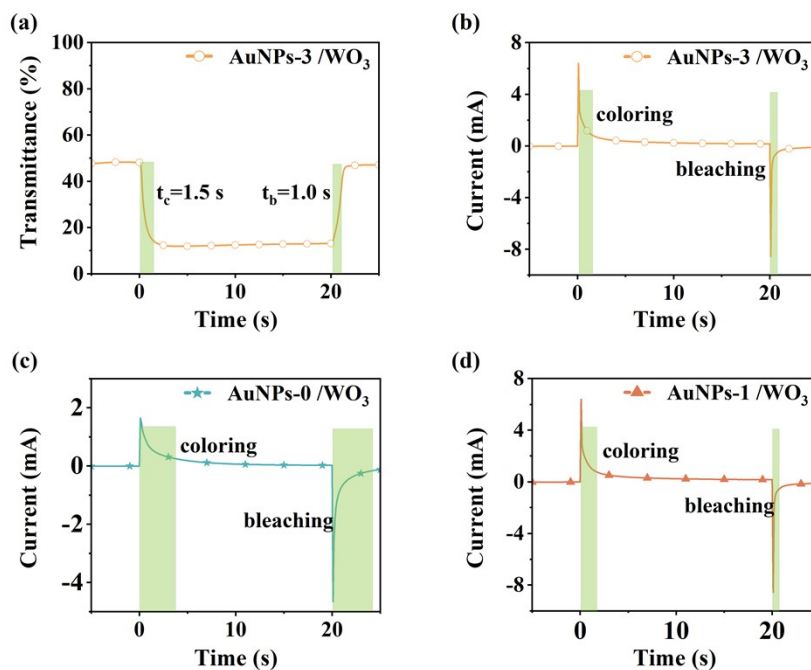 (a)
AuNPs-3 /WO3
Transmittance (%)
100
80
60
40
20
0
tc=1.5 s
tb=1.0 s
0
10
20
Time (s)
(b)
AuNPs-3 /WO3
Current (mA)
8
4
0
-4
-8
coloring
bleaching
0
10
20
Time (s)
(c)
AuNPs-0 /WO3
Current (mA)
2
0
-2
-4
coloring
bleaching
0
10
20
Time (s)
(d)
AuNPs-1 /WO3
Current (mA)
8
4
0
-4
-8
coloring
bleaching
0
10
20
Time (s)